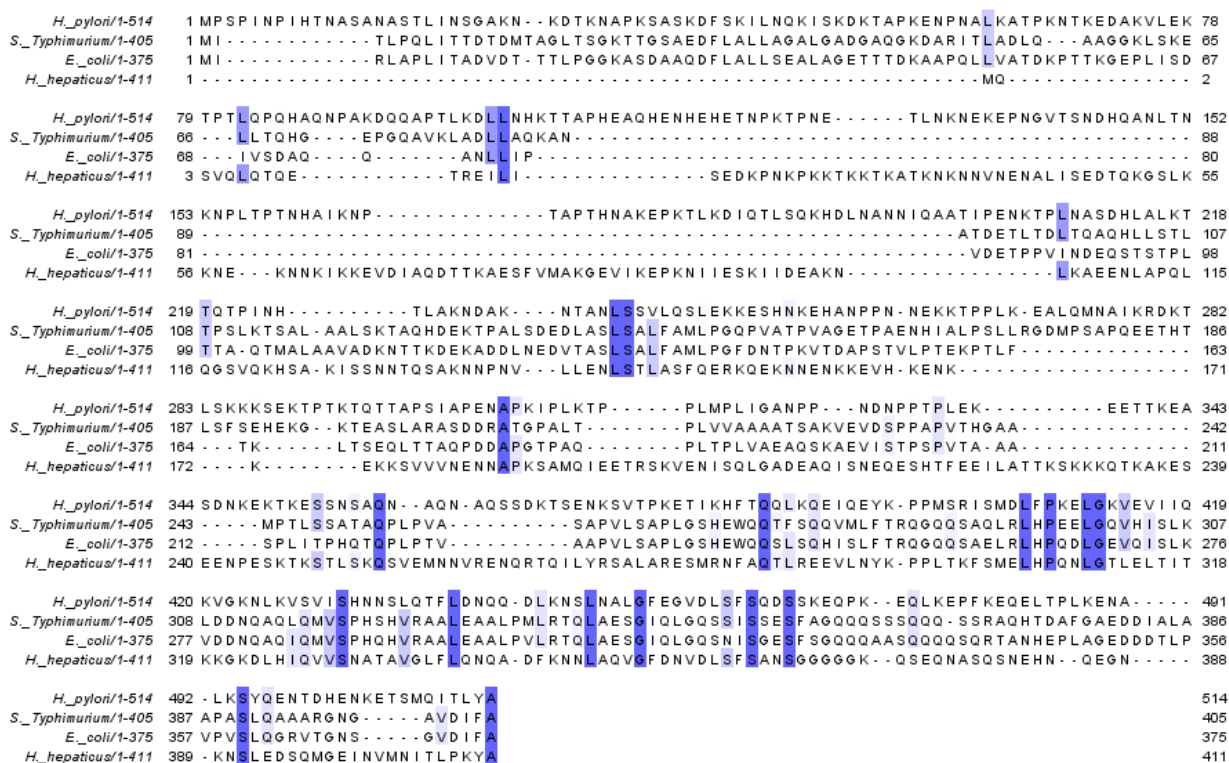 H._pylori/1-514 1 MPSPINPIHTNASANASTLINSGAKN--KDTKNAPKSASKDFSKILNQKISKDKTAPKENPNALKATPKNTKEDAKVLEK 78
S._Typhimurium/1-405 1 MI------------TLPQLITTDTDMTAGLTSGKTTGSAEDFLALLAGALGADGAQGKDARITLADLQ---AAGGKLSKE 65
E._coli/1-375 1 MI------------RLAPLITADVDT-TTLPGGKASDAAQDFLALLSEALAGETTTDKAAPQLLVATDKPTTKGEPLISD 67
H._hepaticus/1-411 1 ---------------------------------------------------------------MQ--------------- 2
H._pylori/1-514 79 TPTLQPQHAQNPAKDQQAPTLKDLLNHKTTAPHEAQHENHEHETNPKTPNE------TLNKNEKEPNGVTSNDHQANLTN 152
S._Typhimurium/1-405 66 ---LLTQHG----EPGQAVKLADLLAQKAN-------------------------------------------------- 88
E._coli/1-375 68 ---IVSDAQ---Q-------ANLLIP------------------------------------------------------ 80
H._hepaticus/1-411 3 SVQLQTQE-------TREILI----------------SEDKPNKPKKTKKTKATKNKNNVNENALISEDTQKGSLK 55
H._pylori/1-514 153 KNPLTPTNHAIKNP----------------TAPTHNAKEPKTLKDIQTLSQKHDLNANNIQAATIPENKTPLNASDHLALKT 218
S._Typhimurium/1-405 89 ------------------------------------------------------ATDETLTDLTQAQHLLSTL 107
E._coli/1-375 81 -------------------------------------------------------VDETPPVINDEQSTSTPL 98
H._hepaticus/1-411 56 KNE---KNNKIKKEVDIAQDTTKAESFVMAKGEVIKEPKNIIESKIIDEAKN---------------LKAEENLAPQL 115
H._pylori/1-514 219 TQTPINH--------TLAKNDAK----NTANLSSVLQSLEKKESHNKEHANPPN-NEKKTPPLK-EALQMNAIKRDKT 282
S._Typhimurium/1-405 108 TPSLKTSAL-AALSKTAQHDEKTPALSDEDLASLSALFAMLPGQPVATPVAGETPAENHIALPSLLRGDMPSAPQEETHT 186
E._coli/1-375 99 TTA-QTMALAAVADKNTTKDEKADDLNEDVTASLSALFAMLPGFDNTPKVTDAPSTVLPTEKPTLF-------------- 163
H._hepaticus/1-411 116 QGSVQKHSA-KISSNNTQSAKNNPNV----LLENLSTLASFQERKQEKNNENKKEVH-KENK------------------ 171
H._pylori/1-514 283 LSKKKSEKTPTKTQTTAPSIAPENAPKIPLKTP------PLMPLIGANPP---NDNPPTPLEK----------EETTKEA 343
S._Typhimurium/1-405 187 LSFSEHEKGK--KTEASLARASDDRATGPALT-------PLVVAAAATSAKVEVDSPPAPVTHGAA-------------- 242
E._coli/1-375 164 ----TK------LTSEQLTTAQPDDAPGTPAQ-------PLTPLVAEAQSKAEVISTPSPVTA-AA-------------- 211
H._hepaticus/1-411 172 -----K--------EKKSVVVNENNAPKSAMQIEETRSKVENISQLGADEAQISNEQESHTFEEILATTKSKKKQTKAKES 239
H._pylori/1-514 344 SDNKEKTKESSNSAQN--AQN-AQSSDKTSENKSVTPKETIKHFTQQLKQEIQEYK-PPMSRISMDLFPKELGKVEVIIQ 419
S._Typhimurium/1-405 243 -----MPTLSSATAQPLPVA-----------SAPVLSAPLGSHEWQQTFSQQVMLFTRQGQQSAQLRLHPEELGQVHISLK 307
E._coli/1-375 212 -----SPLITPHTQTQPLPTV-----------AAPVLSAPLGSHEWQQSLSQHISLFTRQGQQSAELRLHPQDLGEVQISLK 276
H._hepaticus/1-411 240 EENPESKTKSTLSKQSVEMNNVRENQRTQILYRSALARESMRNFAQTLREEVLNYK-PPLTKFSMELHPQNLGTLELTIT 318
H._pylori/1-514 420 KVGKNLKVSVISHNNSLQTFLDNQQ-DLKNSLNALGFEGVDLSFSQDSSKEQPK--EQLKEPFKEQELTPLKENA----- 491
S._Typhimurium/1-405 308 LDDNQAQLQMVSPHSHVRAALEAALPMLRTQLAESGIQLGQSSISSESFAGQQQSSSQQQ-SSRAQHTDAFGAEDDIALA 386
E._coli/1-375 277 VDDNQAQIQMVSPHQHVRAALEAALPVLRTQLAESGIQLGQSNISGESFSGQQQAASQQQQSQRTANHEPLAGEDDDTLP 356
H._hepaticus/1-411 319 KKGKDLHIQVVSNATAVGLFLQNQA-DFKNNLAQVGFDNVDLSFSANSGGGGGK--QSEQNASQSNEHN--QEGN----- 388
H._pylori/1-514 492 -LKSYQENTDHENKETSMQITLYA 514
S._Typhimurium/1-405 387 APASLQAAARGNG-----AVDIFA 405
E._coli/1-375 357 VPVSLQGRVTGNS-----GVDIFA 375
H._hepaticus/1-411 389 -KNSLEDSQMGEINVMNITLPKYA 411